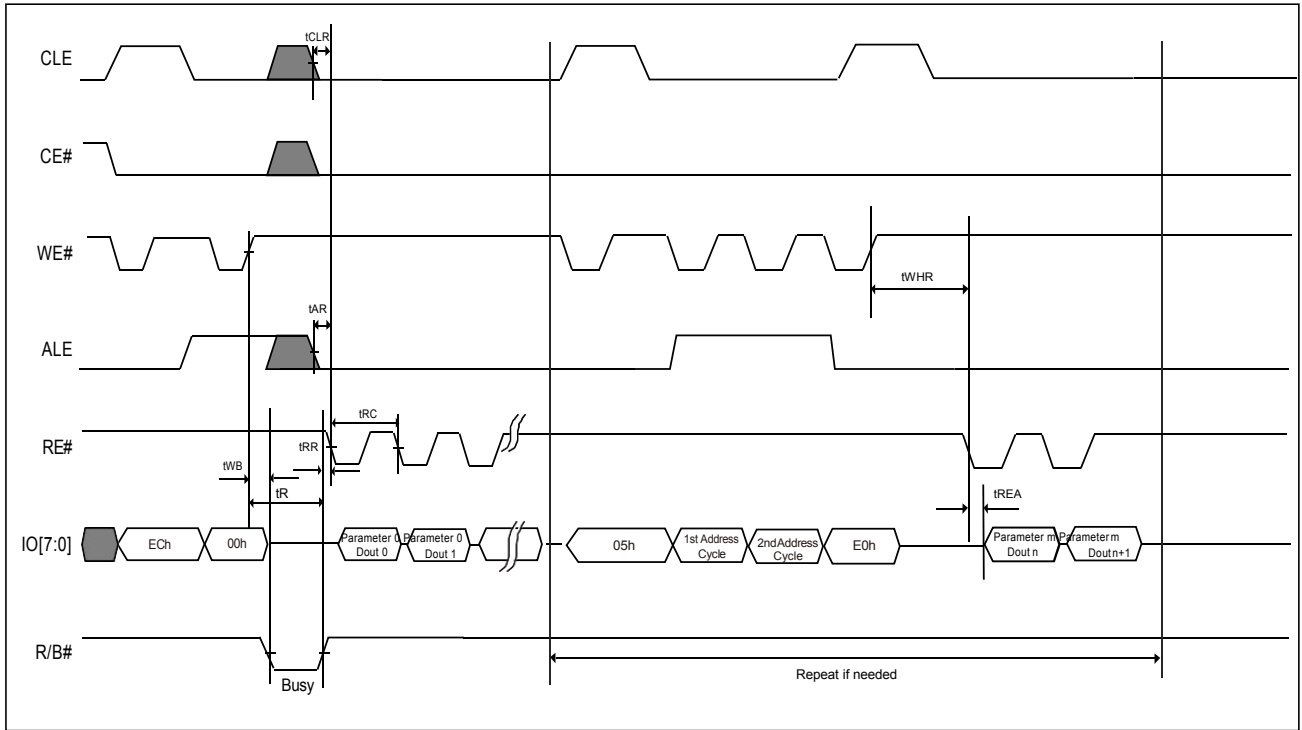 tCLR
CLE
CE#
WE#
tWHR
tAR
ALE
tRC
RE#
tRR
tWB
tR
tREA
IO[7:0]
ECh
00h
Parameter 0
Dout 0
Parameter 0
Dout 1
05h
1st Address
Cycle
2nd Address
Cycle
E0h
Parameter m
Dout n
Parameter m
Dout n+1
R/B#
Busy
Repeat if needed